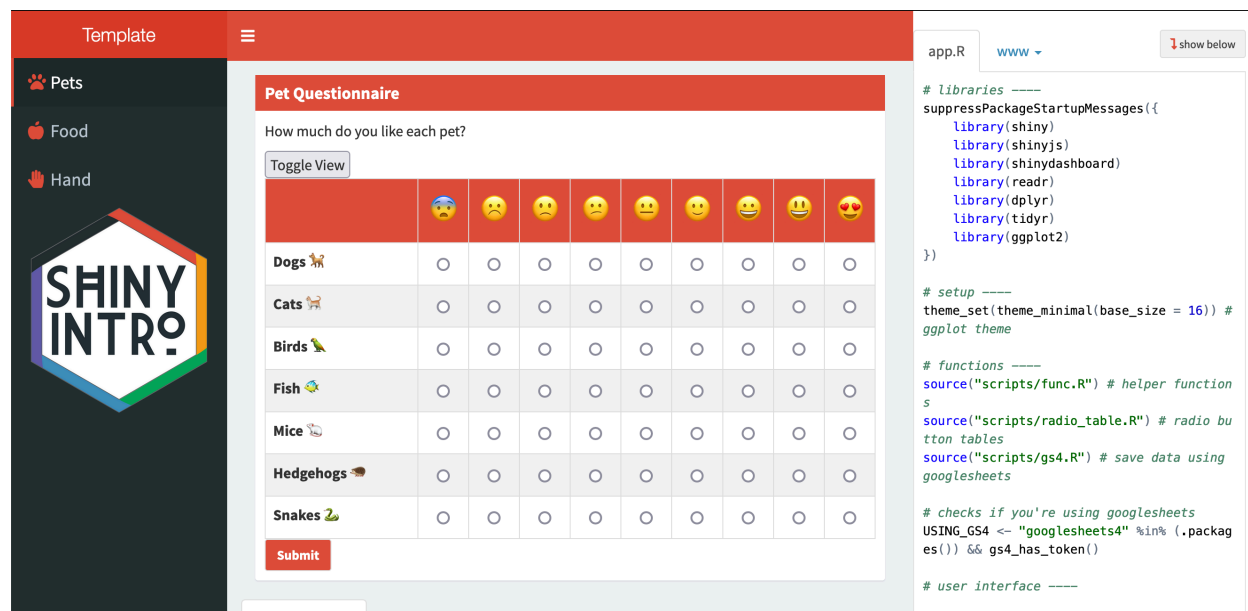 Template
Pets
Food
Hand
SHINY
INTRO
Pet Questionnaire
How much do you like each pet?
Toggle View
😨 🙁 🙁 😕 😐 🙂 😀 😃 😍
Dogs 🐕
Cats 🐈
Birds 🦜
Fish 🐠
Mice 🐁
Hedgehogs 🦔
Snakes 🐍
Submit
app.R www
show below
# libraries ----
suppressPackageStartupMessages({
    library(shiny)
    library(shinyjs)
    library(shinydashboard)
    library(readr)
    library(dplyr)
    library(tidyr)
    library(ggplot2)
})
# setup ----
theme_set(theme_minimal(base_size = 16)) #
ggplot theme
# functions ----
source("scripts/func.R") # helper function
s
source("scripts/radio_table.R") # radio bu
tton tables
source("scripts/gs4.R") # save data using
googlesheets
# checks if you're using googlesheets
USING_GS4 <- "googlesheets4" %in% (.packag
es()) && gs4_has_token()
# user interface ----